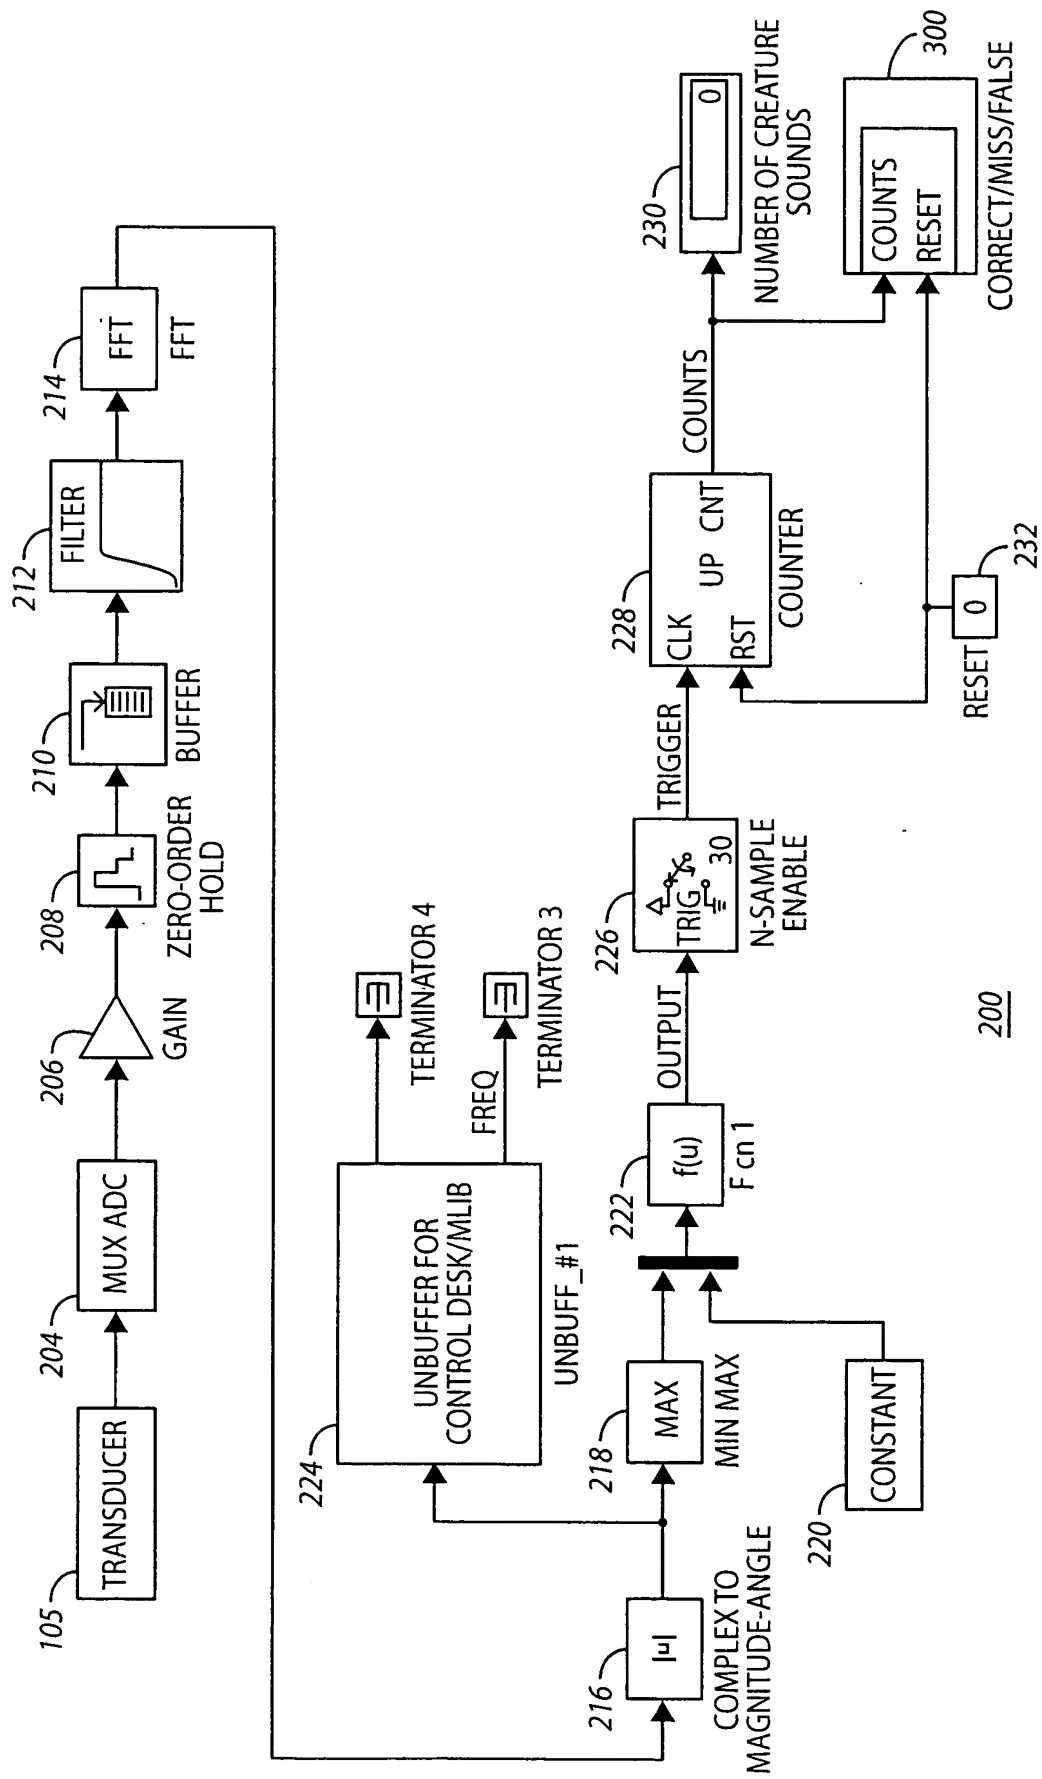 105
TRANSDUCER
204
MUX ADC
206
GAIN
208
ZERO-ORDER
HOLD
210
BUFFER
212
FILTER
214
FFT
FFT
216
|u|
COMPLEX TO
MAGNITUDE-ANGLE
224
UNBUFFER FOR
CONTROL DESK/MLIB
UNBUFF_#1
FREQ
TERMINATOR 4
TERMINATOR 3
218
MAX
MIN MAX
220
CONSTANT
222
f(u)
F cn 1
OUTPUT
226
TRIG
30
N-SAMPLE
ENABLE
TRIGGER
228
CLK
UP CNT
RST
COUNTER
COUNTS
230
0
NUMBER OF CREATURE
SOUNDS
RESET
0
232
300
COUNTS
RESET
CORRECT/MISS/FALSE
200